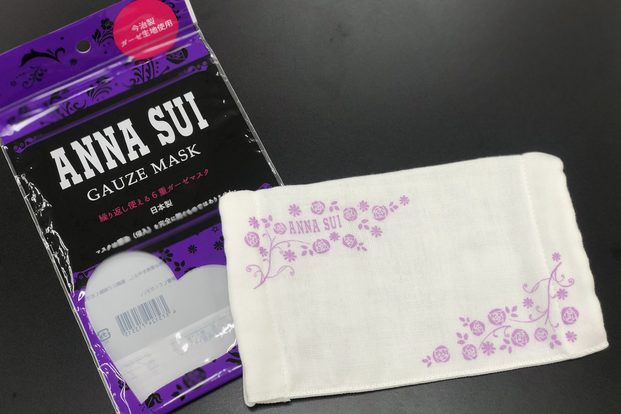 今治製
ガーゼ生地使用
ANNA SUI
GAUZE MASK
繰り返し使える6重ガーゼマスク
日本製
ANNA SUI